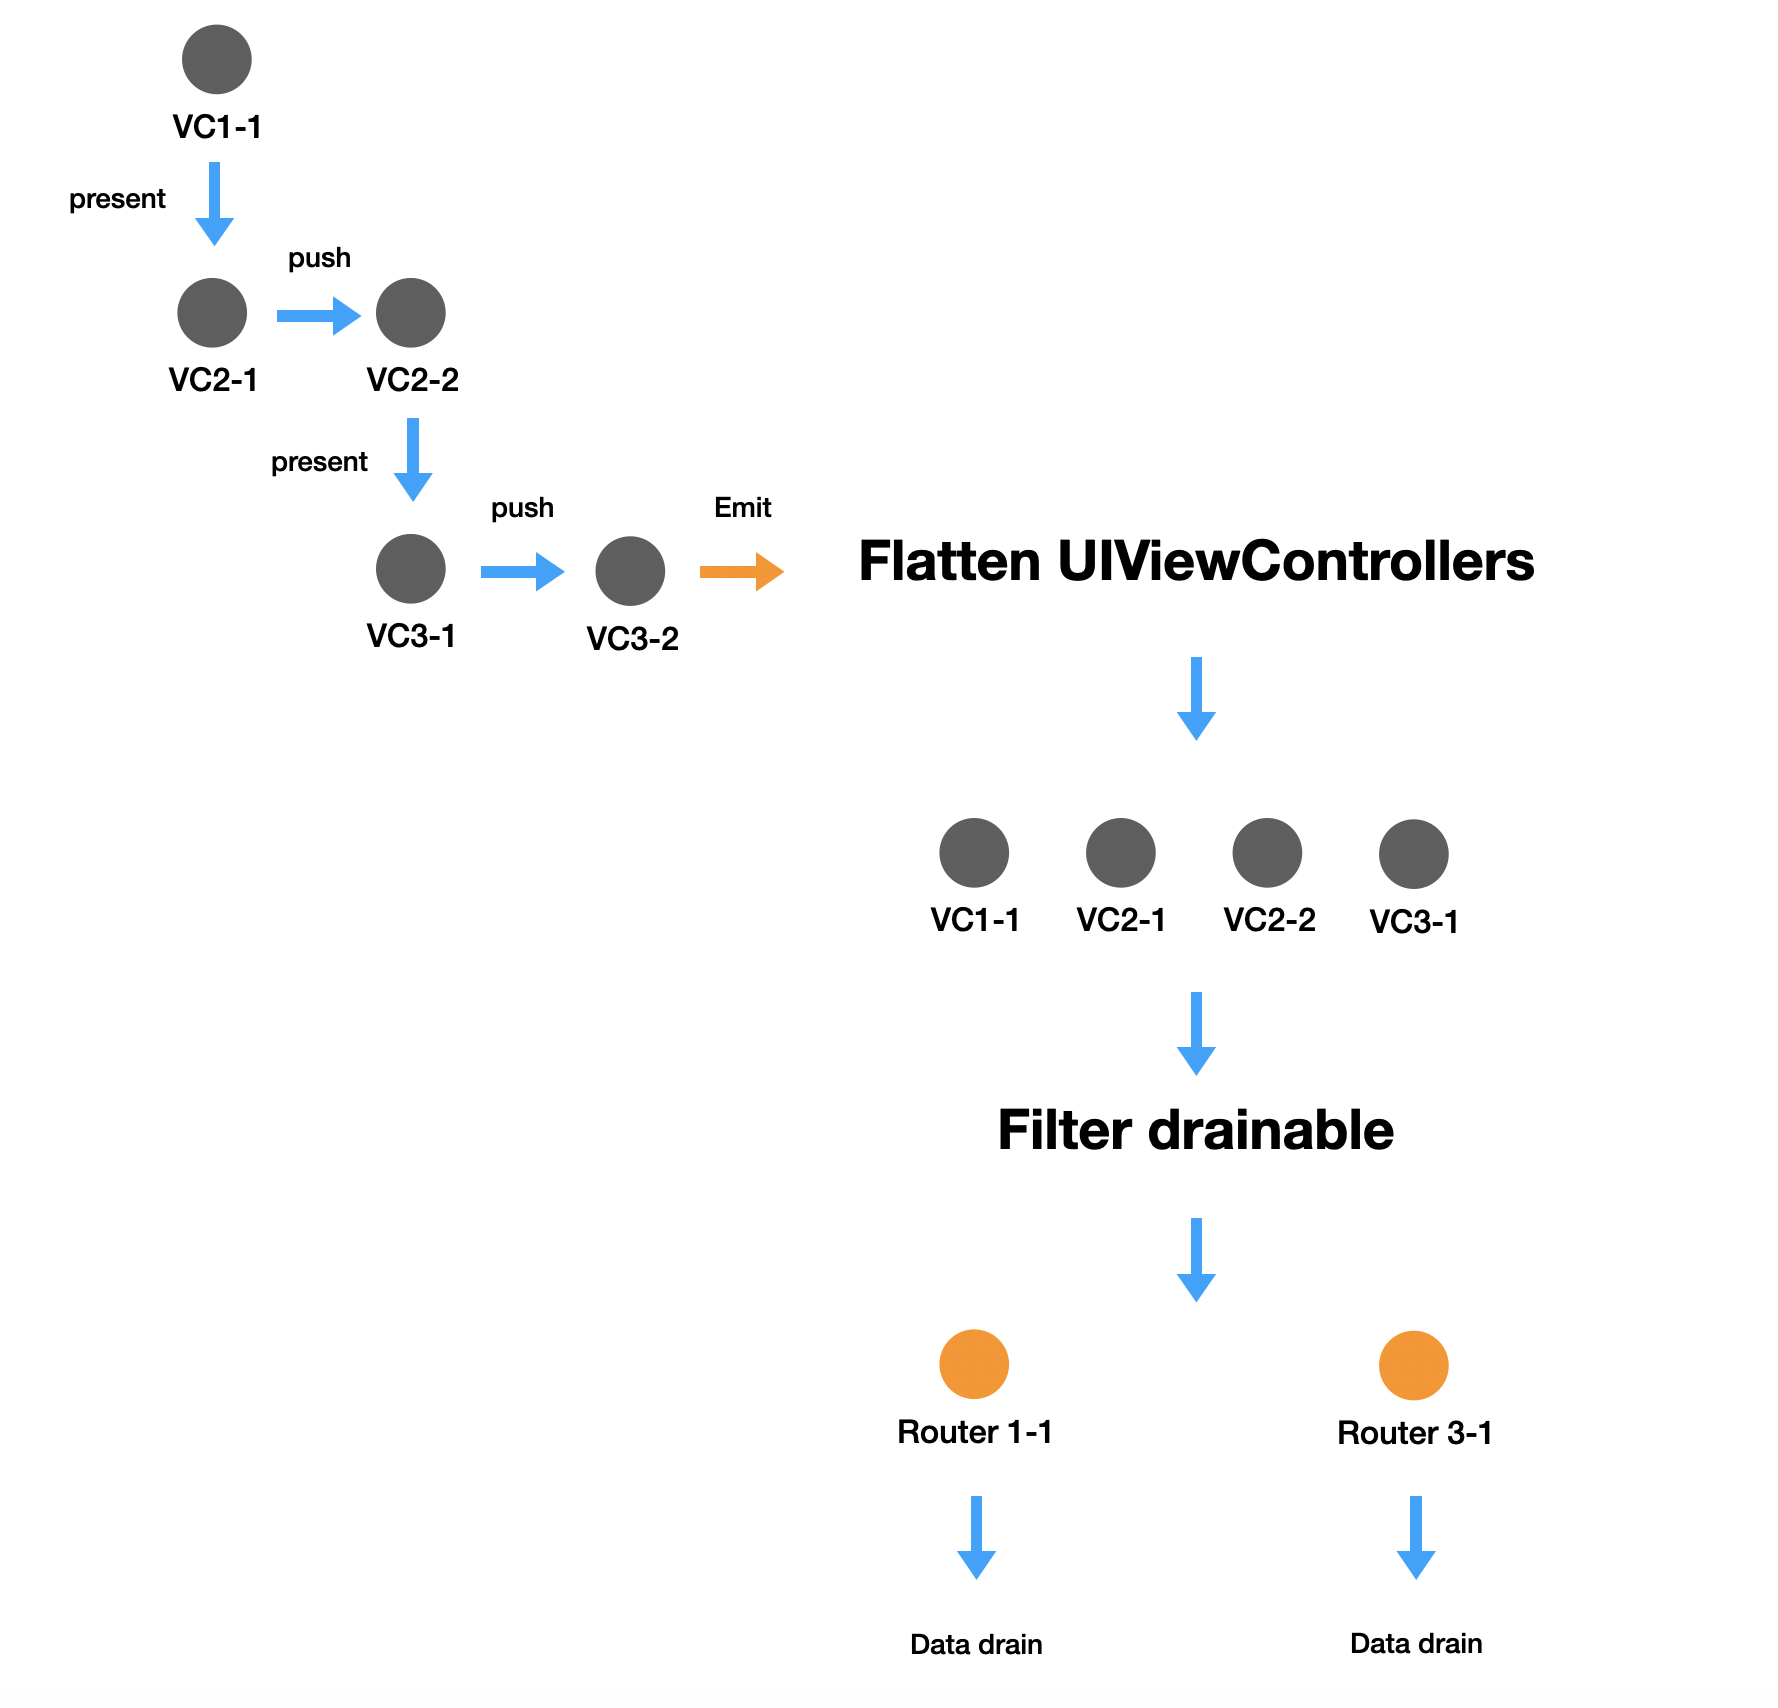 VC1-1
present
push
VC2-1
VC2-2
present
push
Emit
VC3-1
VC3-2
Flatten UIViewControllers
VC1-1
VC2-1
VC2-2
VC3-1
Filter drainable
Router 1-1
Router 3-1
Data drain
Data drain